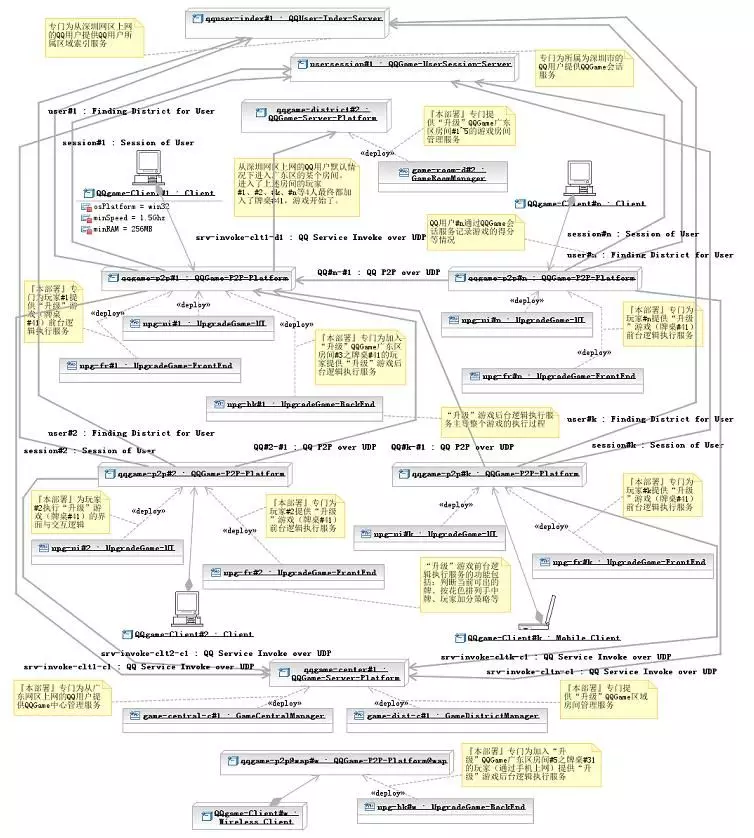 qquser-index#1 : QQUser-Index-Server
专门为从深圳网区上网
的QQ用户提供QQ用户所
属区域索引服务
usersession#1 : QQGame-UserSession-Server
专门为所属为深圳市的
QQ用户提供QQGame会话
服务
user#1 : Finding District for User
qqgame-district#2 :
QQGame-Server-Platform
『本部署』专门提
供“升级”QQGame广东
区房间#1~5的游戏房间
管理服务
session#1 : Session of User
«deploy»
game-room-d#2 :
GameRoomManager
从深圳网区上网的QQ用户默认情
况下进入广东区的某个房间。
进入了上述房间的玩家
#1、#2、#k、#n等4人最终都加
入了牌桌#41，游戏开始了。
QQgame-Client#1 : Client
osPlatform = win32
minSpeed = 1.5Ghz
minRAM = 256MB
QQgame-Client#n : Client
QQ用户#n通过QQGame会
话服务记录游戏的得分
等情况
session#n : Session of User
srv-invoke-clt1-d1 : QQ Service Invoke over UDP
user#n : Finding District for User
qqgame-p2p#1 : QQGame-P2P-Platform
QQ#n-#1 : QQ P2P over UDP
qqgame-p2p#n : QQGame-P2P-Platform
『本部署』专
门为玩家#1提
供“升级”游
戏（牌桌
#41）前台逻
辑执行服务
«deploy»
upg-ui#1 : UpgradeGame-UI
«deploy»
«deploy»
upg-ui#n : UpgradeGame-UI
『本部署』专门为
玩家#n提供“升级
”游戏（牌桌#41）
前台逻辑执行服务
『本部署』专门为加入
“升级”QQGame广东区
房间#3之牌桌#41的玩
家提供“升级”游戏后
台逻辑执行服务
«deploy»
«deploy»
upg-fr#1 : UpgradeGame-FrontEnd
upg-fr#n : UpgradeGame-FrontEnd
upg-bk#1 : UpgradeGame-BackEnd
“升级”游戏后台逻辑执行服
务主导整个游戏的执行过程
user#2 : Finding District for User
user#k : Finding District for User
session#2 : Session of User
QQ#2-#1 : QQ P2P over UDP
QQ#k-#1 : QQ P2P over UDP
session#k : Session of User
qqgame-p2p#2 : QQGame-P2P-Platform
qqgame-p2p#k : QQGame-P2P-Platform
『本部署』为玩家
#2执行“升级”游
戏（牌桌#41）的界
面与交互逻辑
«deploy»
『本部署』专门为
玩家#2提供“升级
”游戏（牌桌#41）
前台逻辑执行服务
«deploy»
«deploy»
«deploy»
『本部署』专门为
玩家#k提供“升级
”游戏（牌桌#41）
前台逻辑执行服务
upg-ui#2 : UpgradeGame-UI
upg-ui#k : UpgradeGame-UI
upg-fr#2 : UpgradeGame-FrontEnd
“升级”游戏前台逻
辑执行服务的功能包
括：判断当前可出的
牌、按花色排列手中
牌、玩家加分策略等
upg-fr#k : UpgradeGame-FrontEnd
QQgame-Client#2 : Client
QQgame-Client#k : Mobile Client
srv-invoke-clt2-c1 : QQ Service Invoke over UDP
srv-invoke-cltk-c1 : QQ Service Invoke over UDP
srv-invoke-clt1-c1 : QQ Service Invoke over UDP
qqgame-center#1 :
QQGame-Server-Platform
srv-invoke-cltn-c1 : QQ Service Invoke over UDP
『本部署』专门为从广
东网区上网的QQ用户提
供QQGame中心管理服务
«deploy»
«deploy»
『本部署』专门提
供“升级”QQGame区域
房间管理服务
game-central-c#1 : GameCentralManager
game-dist-c#1 : GameDistrictManager
qqgame-p2p@wap#w : QQGame-P2P-Platform@wap
『本部署』专门为加入“升
级”QQGame广东区房间#5之牌桌#31
的玩家（通过手机上网）提供“升
级”游戏后台逻辑执行服务
«deploy»
QQgame-Client#w :
Wireless Client
upg-bk#w : UpgradeGame-BackEnd